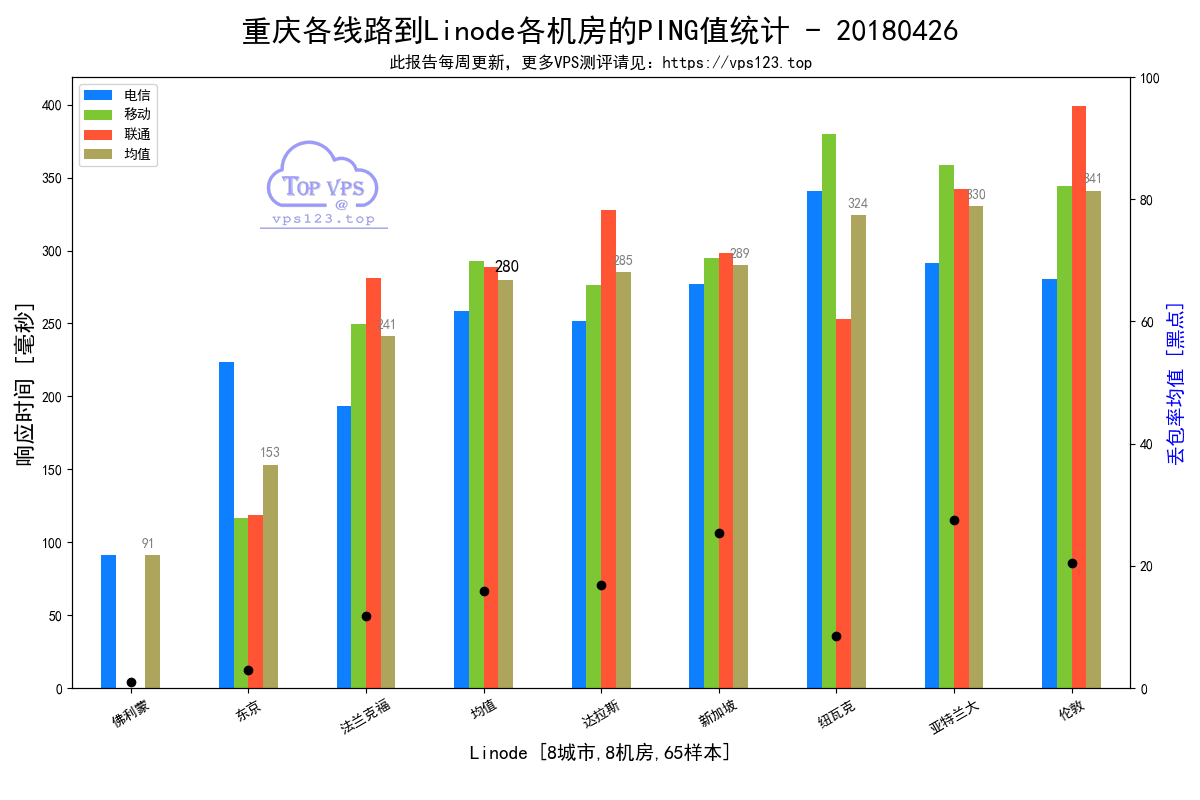 重庆各线路到Linode各机房的PING值统计 - 20180426
此报告每周更新，更多VPS测评请见：https://vps123.top
电信
移动
联通
均值
TOP VPS
@
vps123.top
响应时间 [毫秒]
400
350
300
250
200
150
100
50
0
91
153
241
280
285
289
324
330
341
100
80
60
40
20
0
丢包率均值 [黑点]
佛利蒙
东京
法兰克福
均值
达拉斯
新加坡
纽瓦克
亚特兰大
伦敦
Linode [8城市,8机房,65样本]